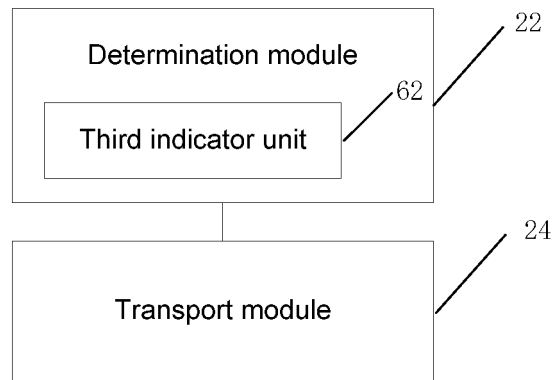 22
Determination module
62
Third indicator unit
24
Transport module